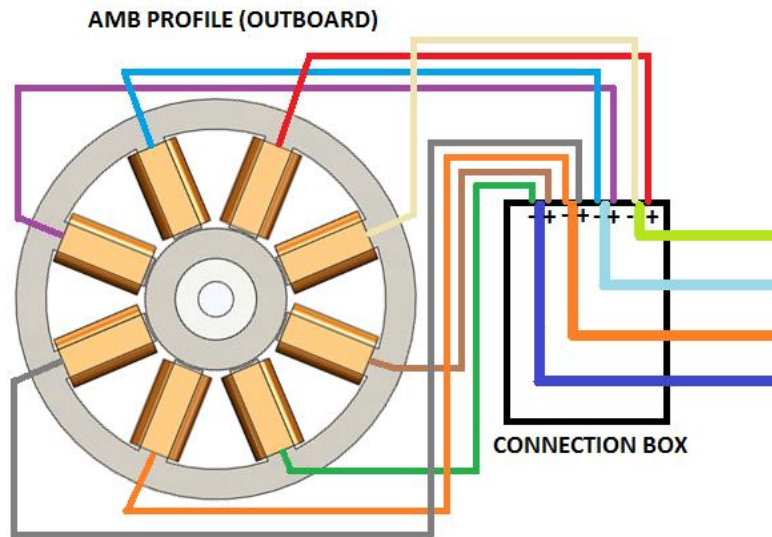 AMB PROFILE (OUTBOARD)
- + - + - + - +
CONNECTION BOX